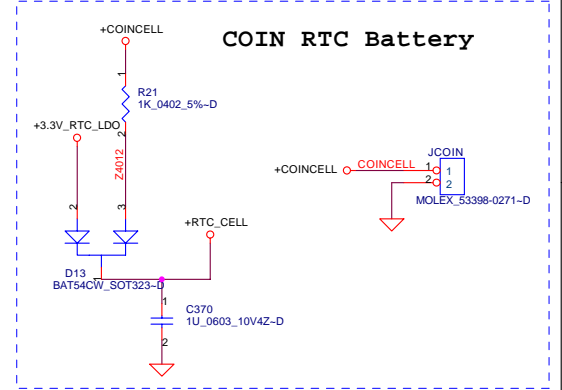 COIN RTC Battery
+COINCELL
1
R21
1K_0402_5%~D
2
+3.3V_RTC_LDO
Z4012
2
3
+RTC_CELL
D13
BAT54CW_SOT323~D
1
1
C370
1U_0603_10V4Z~D
2
JCOIN
+COINCELL
COINCELL
1
1
2
2
MOLEX_53398-0271~D